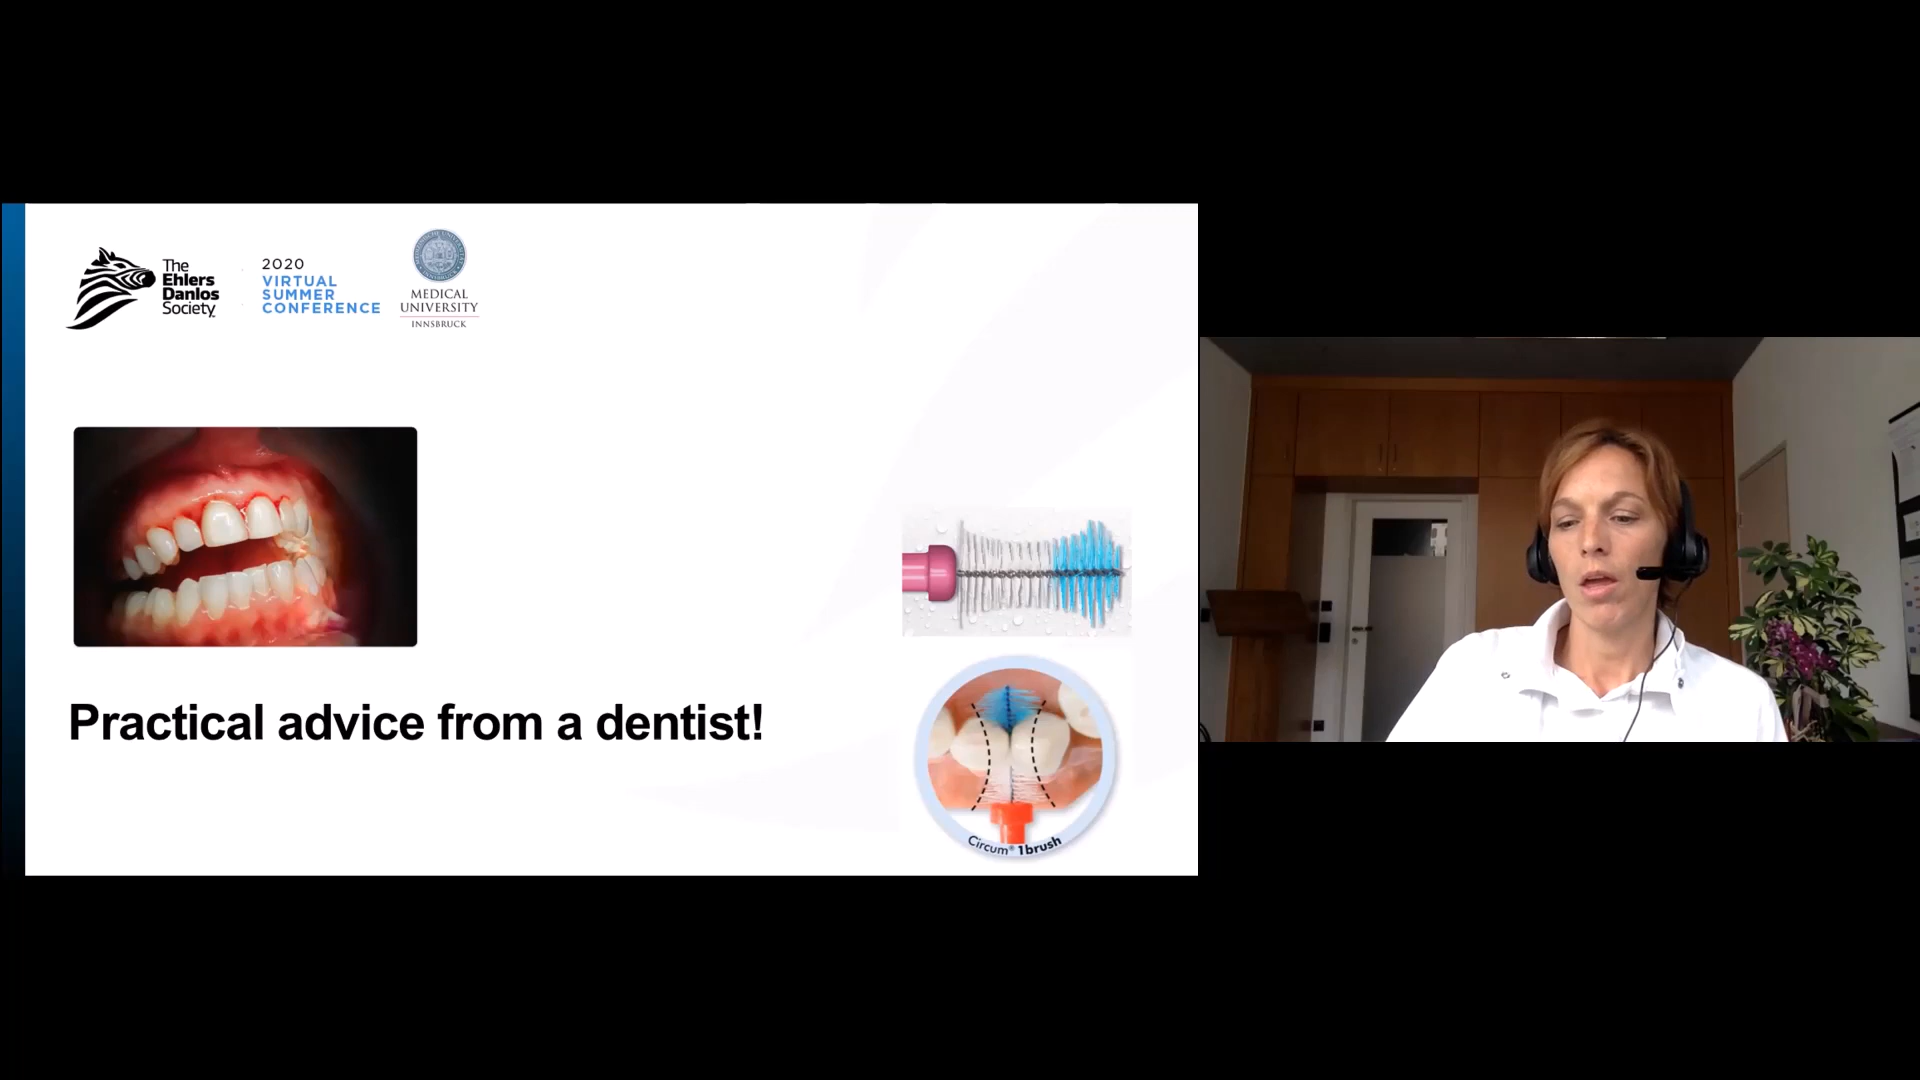 The
Ehlers
Danlos
Society
2020
VIRTUAL
SUMMER
CONFERENCE
MEDICAL
UNIVERSITY
INNSBRUCK
Practical advice from a dentist!
Circum® 1brush